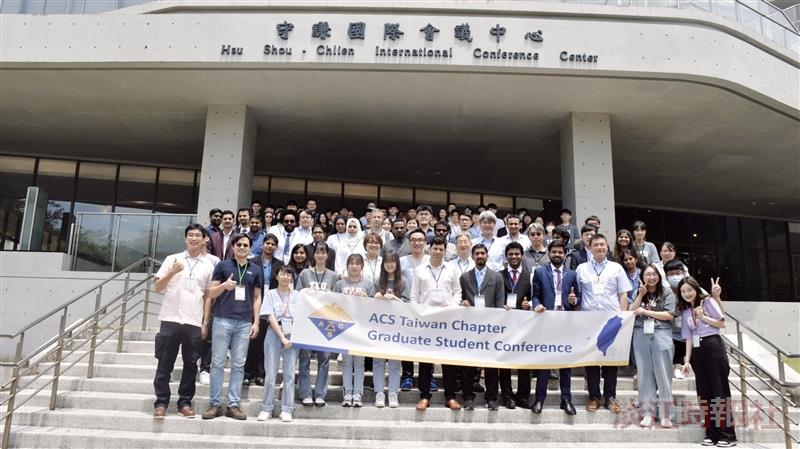 守謙國際會議中心
Hsu Shou - Chlien International Conference Center
ACS Taiwan Chapter
Graduate Student Conference
A C S
淡江時報社